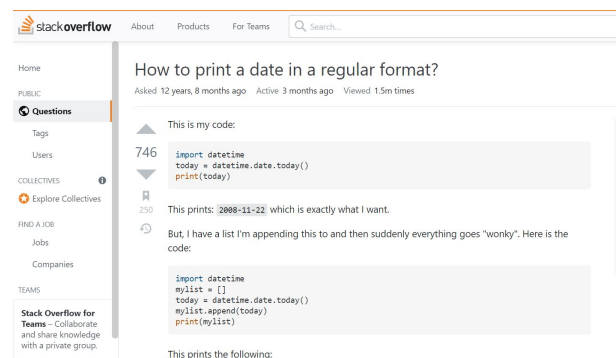 stackoverflow
About
Products
For Teams
Search...
Home
PUBLIC
Questions
Tags
Users
COLLECTIVES
Explore Collectives
FIND A JOB
Jobs
Companies
TEAMS
Stack Overflow for
Teams – Collaborate
and share knowledge
with a private group.
How to print a date in a regular format?
Asked 12 years, 8 months ago Active 3 months ago Viewed 1.5m times
746
250
This is my code:
import datetime
today = datetime.date.today()
print(today)
This prints: 2008-11-22 which is exactly what I want.
But, I have a list I'm appending this to and then suddenly everything goes "wonky". Here is the
code:
import datetime
mylist = []
today = datetime.date.today()
mylist.append(today)
print(mylist)
This prints the following: